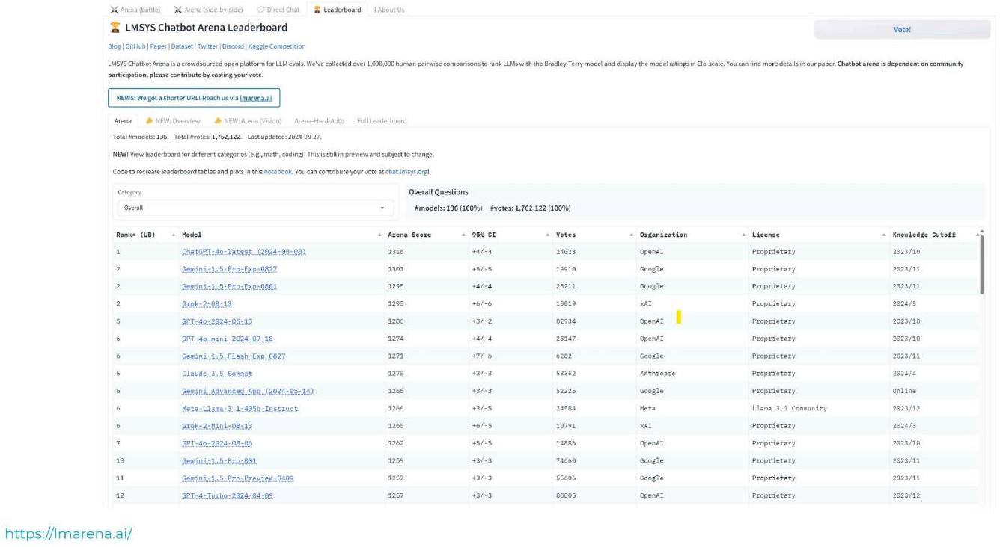 Arena (battle) Arena (side-by-side) Direct Chat Leaderboard About Us
LMSYS Chatbot Arena Leaderboard
Vote!
Blog | GitHub | Paper | Dataset | Twitter | Discord | Kaggle Competition
LMSYS Chatbot Arena is a crowdsourced open platform for LLM evals. We've collected over 1,000,000 human pairwise comparisons to rank LLMs with the Bradley-Terry model and display the model ratings in Elo-scale. You can find more details in our paper. Chatbot arena is dependent on community
participation, please contribute by casting your vote!
NEWS: We got a shorter URL! Reach us via lmarena.ai
Arena NEW: Overview NEW: Arena (Vision) Arena-Hard-Auto Full Leaderboard
Total #models: 136. Total #votes: 1,762,122. Last updated: 2024-08-27.
NEW! View leaderboard for different categories (e.g., math, coding)! This is still in preview and subject to change.
Code to recreate leaderboard tables and plots in this notebook. You can contribute your vote at chat.lmsys.org!
Category
Overall
Overall Questions
#models: 136 (100%) #votes: 1,762,122 (100%)
Rank* (UB) Model Arena Score 95% CI Votes Organization License Knowledge Cutoff
1 ChatGPT-4o-latest (2024-08-08) 1316 +4/-4 24023 OpenAI Proprietary 2023/10
2 Gemini-1.5-Pro-Exp-0827 1301 +5/-5 19910 Google Proprietary 2023/11
2 Gemini-1.5-Pro-Exp-0801 1298 +4/-4 25211 Google Proprietary 2023/11
2 Grok-2-08-13 1295 +6/-6 10019 xAI Proprietary 2024/3
5 GPT-4o-2024-05-13 1286 +3/-2 82934 OpenAI Proprietary 2023/10
6 GPT-4o-mini-2024-07-18 1274 +4/-4 23147 OpenAI Proprietary 2023/10
6 Gemini-1.5-Flash-Exp-0827 1271 +7/-6 6282 Google Proprietary 2023/11
6 Claude 3.5 Sonnet 1270 +3/-3 53352 Anthropic Proprietary 2024/4
6 Gemini Advanced App (2024-05-14) 1266 +3/-3 52225 Google Proprietary Online
6 Meta-Llama-3.1-405b-Instruct 1266 +3/-5 24584 Meta Llama 3.1 Community 2023/12
6 Grok-2-Mini-08-13 1265 +6/-5 10791 xAI Proprietary 2024/3
7 GPT-4o-2024-08-06 1262 +5/-5 14886 OpenAI Proprietary 2023/10
10 Gemini-1.5-Pro-001 1259 +3/-3 74660 Google Proprietary 2023/11
11 Gemini-1.5-Pro-Preview-0409 1257 +3/-3 55606 Google Proprietary 2023/11
12 GPT-4-Turbo-2024-04-09 1257 +3/-3 88005 OpenAI Proprietary 2023/12
https://lmarena.ai/